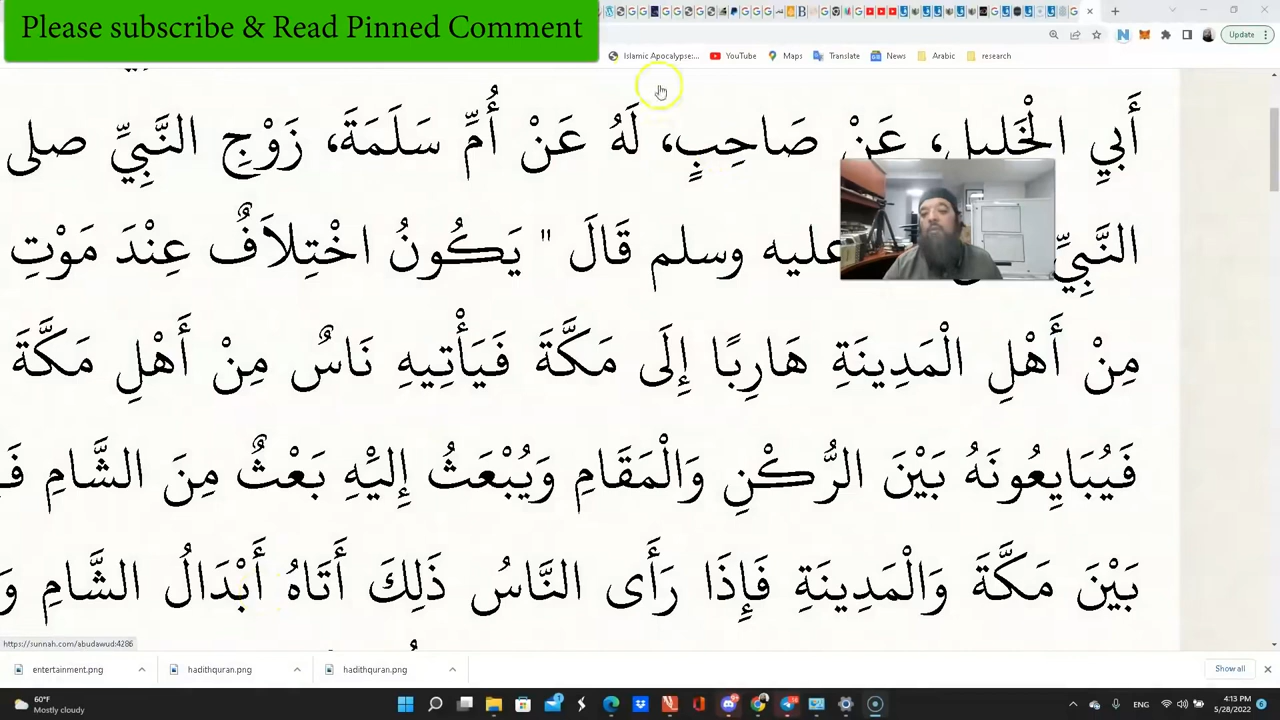 Please subscribe & Read Pinned Comment
Update
Islamic Apocalypse:... YouTube Maps Translate News Arabic research
أَبِي الْخَلِيلِ، عَنْ صَاحِبٍ، لَهُ عَنْ أُمِّ سَلَمَةَ، زَوْجِ النَّبِيِّ صلى
النَّبِيِّ عليه وسلم قَالَ " يَكُونُ اخْتِلاَفٌ عِنْدَ مَوْتِ
مِنْ أَهْلِ الْمَدِينَةِ هَارِبًا إِلَى مَكَّةَ فَيَأْتِيهِ نَاسٌ مِنْ أَهْلِ مَكَّةَ
فَيُبَايِعُونَهُ بَيْنَ الرُّكْنِ وَالْمَقَامِ وَيُبْعَثُ إِلَيْهِ بَعْثٌ مِنَ الشَّامِ
بَيْنَ مَكَّةَ وَالْمَدِينَةِ فَإِذَا رَأَى النَّاسُ ذَلِكَ أَتَاهُ أَبْدَالُ الشَّامِ
https://sunnah.com/abudawud:4286
entertainment.png hadithquran.png hadithquran.png Show all
60°F ENG 4:13 PM
Mostly cloudy 5/28/2022